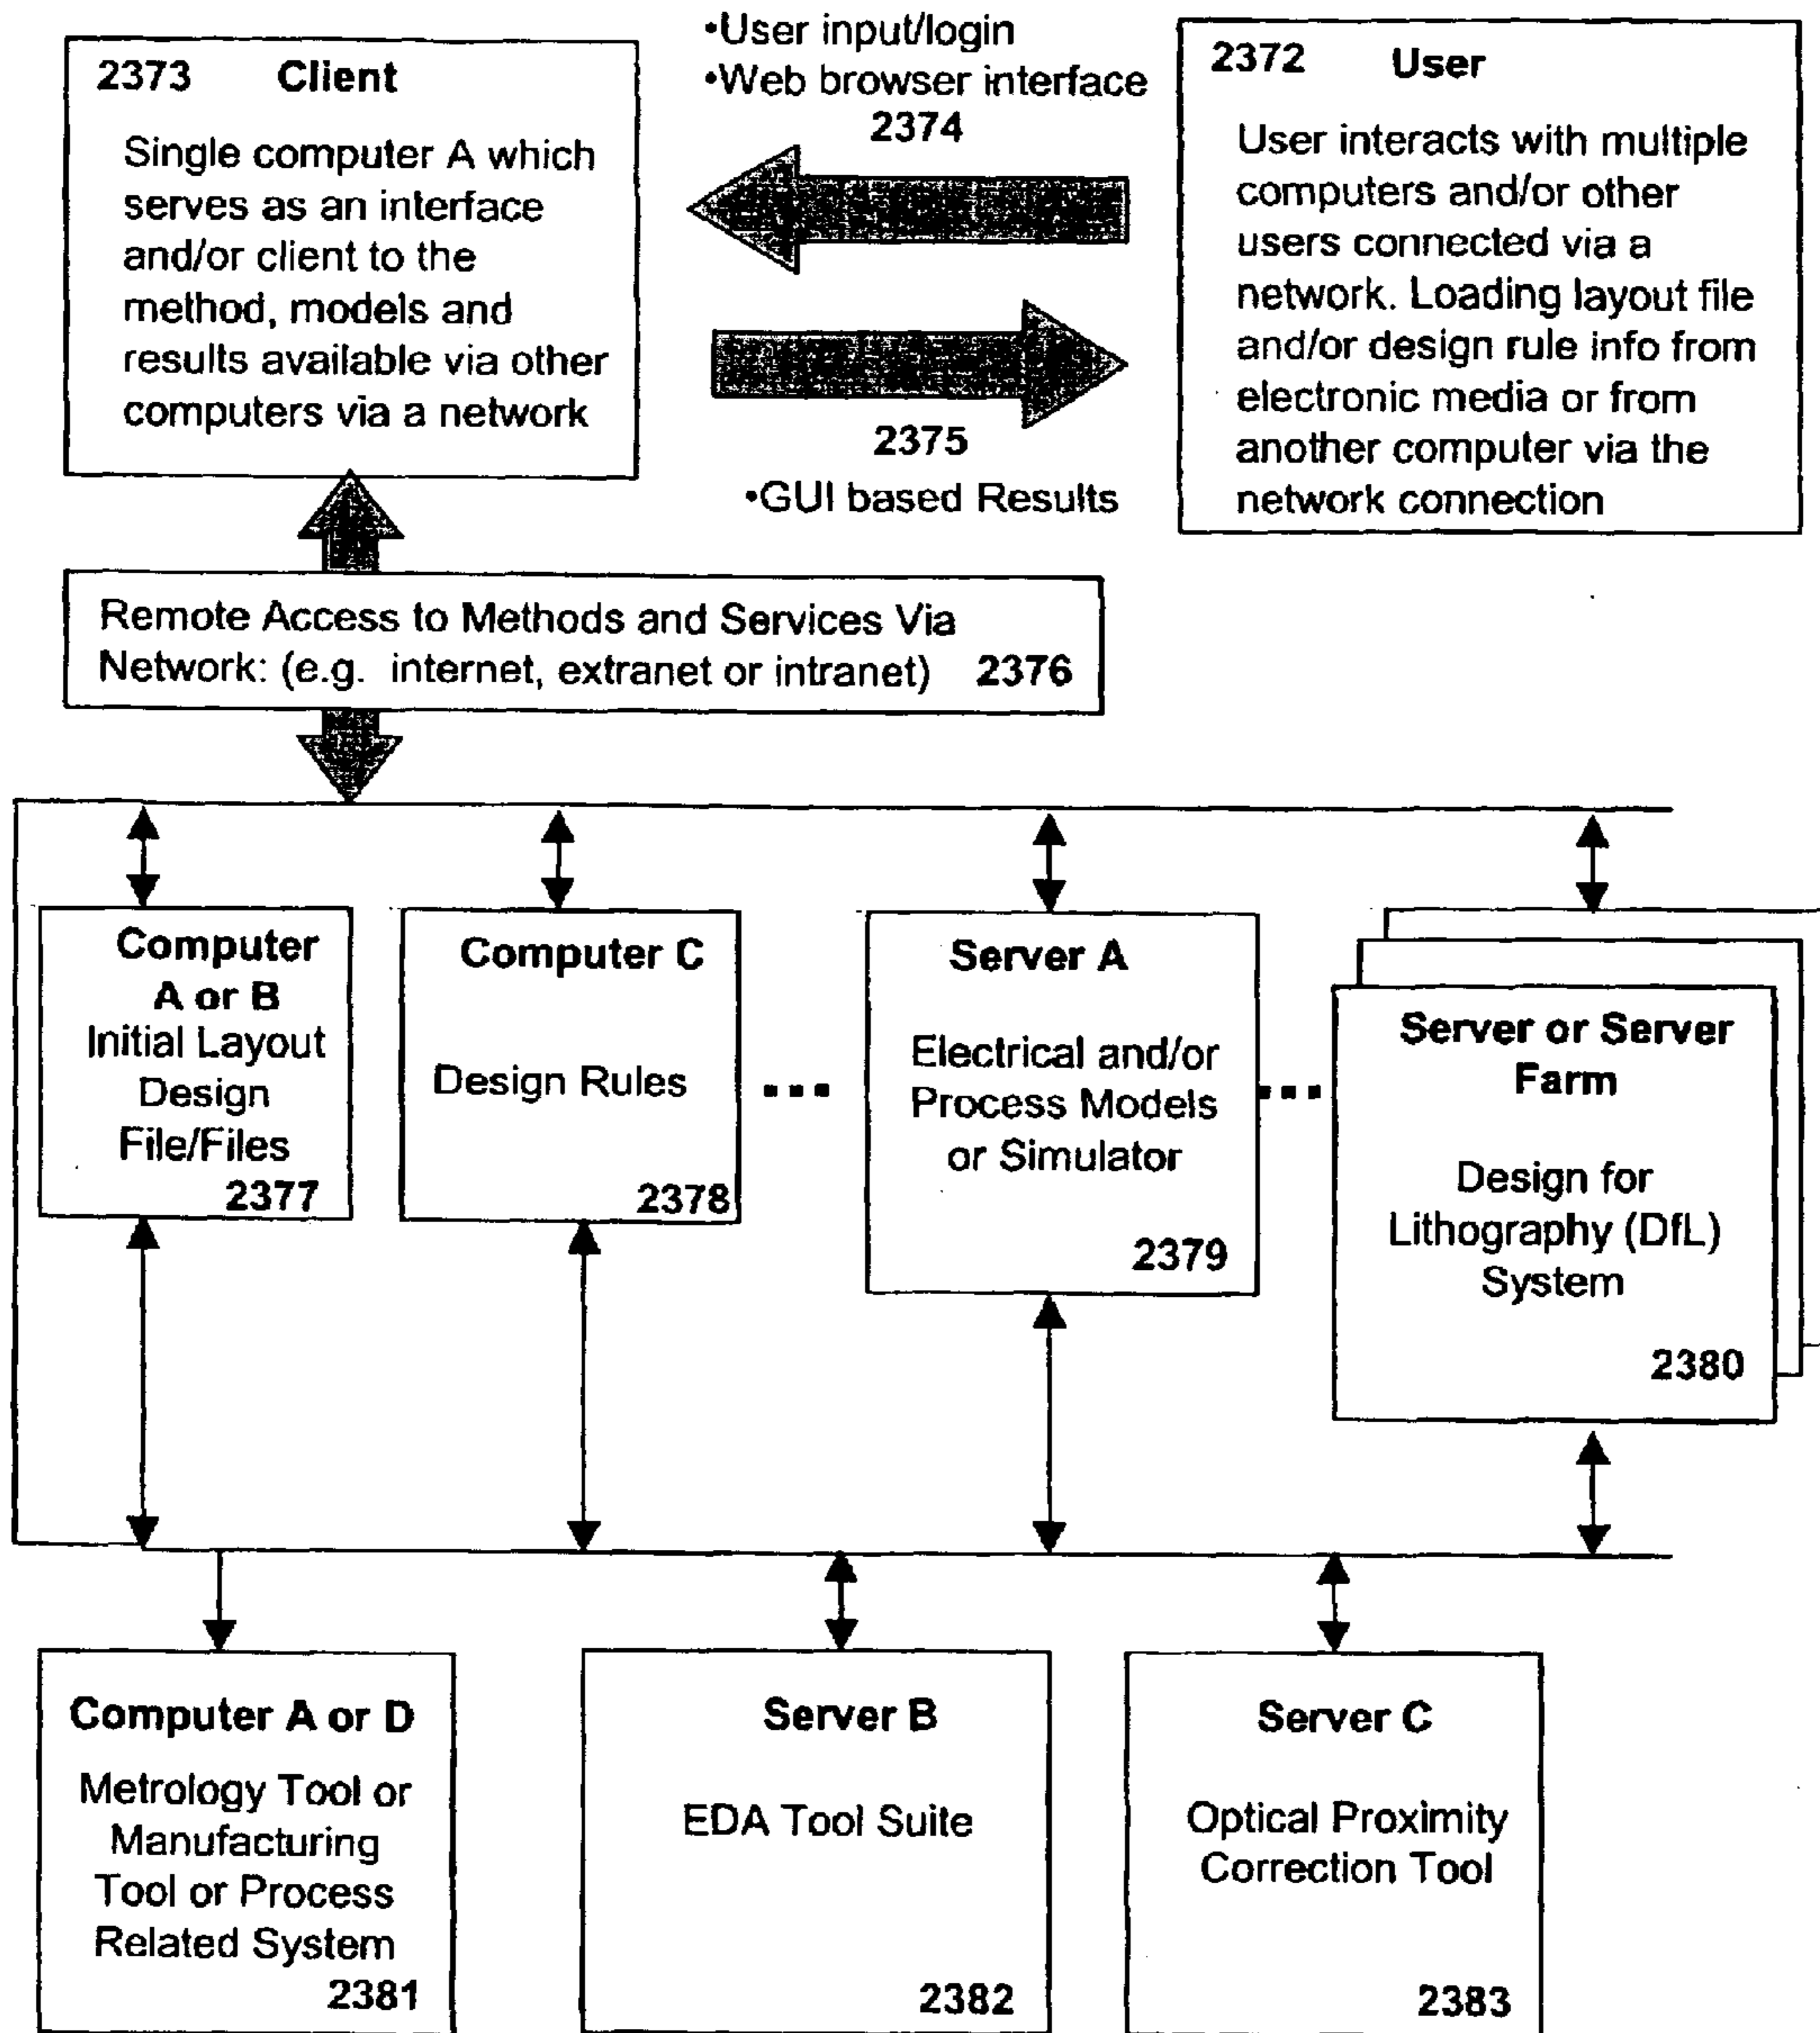 2373 Client
Single computer A which
serves as an interface
and/or client to the
method, models and
results available via other
computers via a network
•User input/login
•Web browser interface
2374
2375
•GUI based Results
2372 User
User interacts with multiple
computers and/or other
users connected via a
network. Loading layout file
and/or design rule info from
electronic media or from
another computer via the
network connection
Remote Access to Methods and Services Via
Network: (e.g. internet, extranet or intranet) 2376
Computer
A or B
Initial Layout
Design
File/Files
2377
Computer C
Design Rules
2378
...
Server A
Electrical and/or
Process Models
or Simulator
2379
...
Server or Server
Farm
Design for
Lithography (DfL)
System
2380
Computer A or D
Metrology Tool or
Manufacturing
Tool or Process
Related System
2381
Server B
EDA Tool Suite
2382
Server C
Optical Proximity
Correction Tool
2383